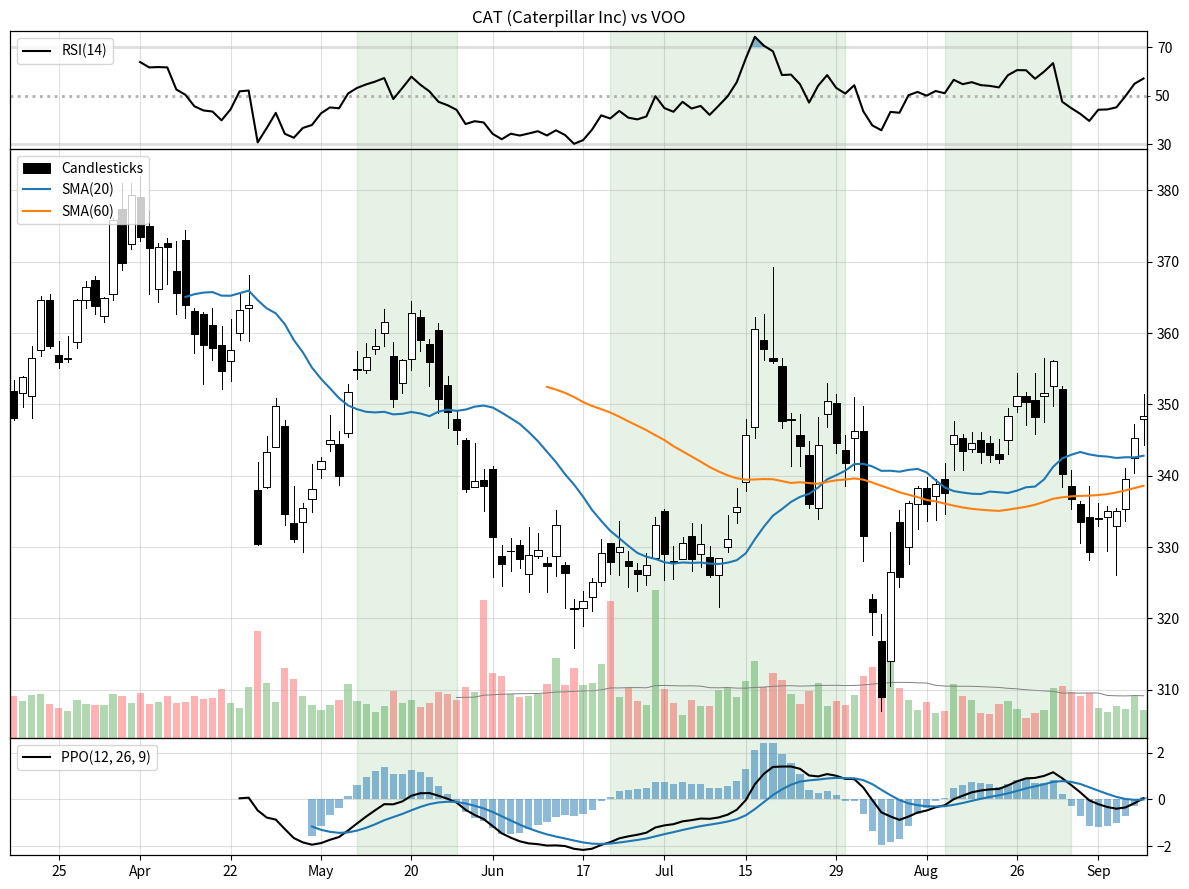 CAT (Caterpillar Inc) vs VOO
RSI(14)
70
50
30
Candlesticks
SMA(20)
SMA(60)
380
370
360
350
340
330
320
310
PPO(12, 26, 9)
2
0
−2
25 Apr 22 May 20 Jun 17 Jul 15 29 Aug 26 Sep